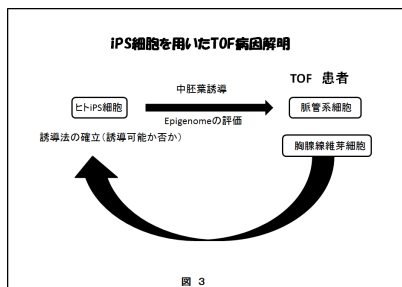 iPS細胞を用いたTOF病因解明
TOF 患者
中胚葉誘導
ヒトiPS細胞
脈管系細胞
Epigenomeの評価
誘導法の確立(誘導可能か否か)
胸腺線維芽細胞
図 3